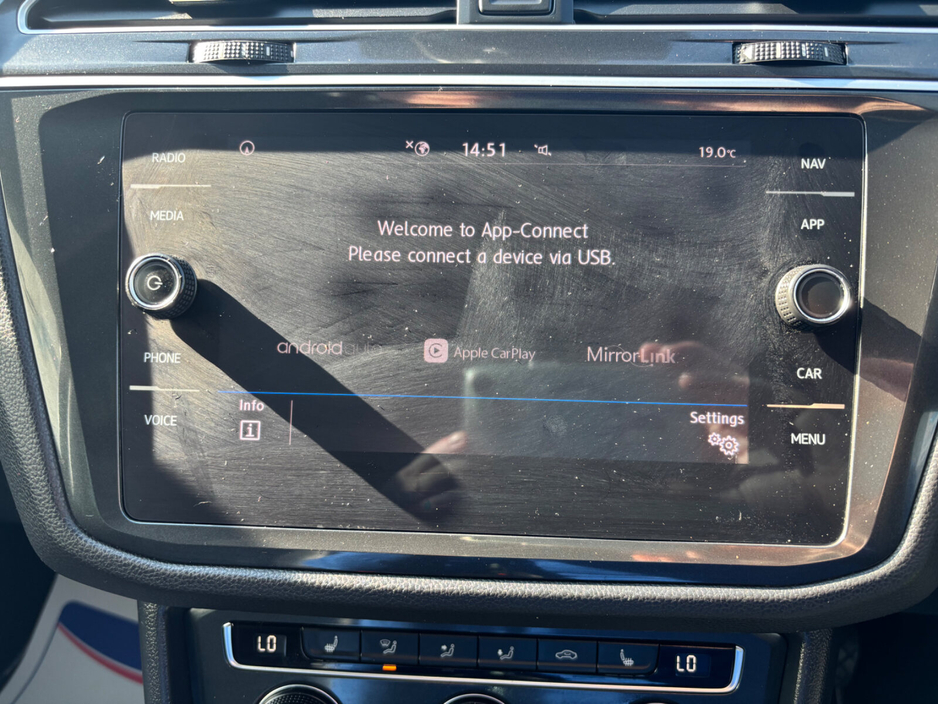 RADIO
14:51
19.0°C
NAV
MEDIA
APP
Welcome to App-Connect
Please connect a device via USB.
androidauto
Apple CarPlay
MirrorLink
PHONE
CAR
Info
Settings
VOICE
MENU
LO
LO